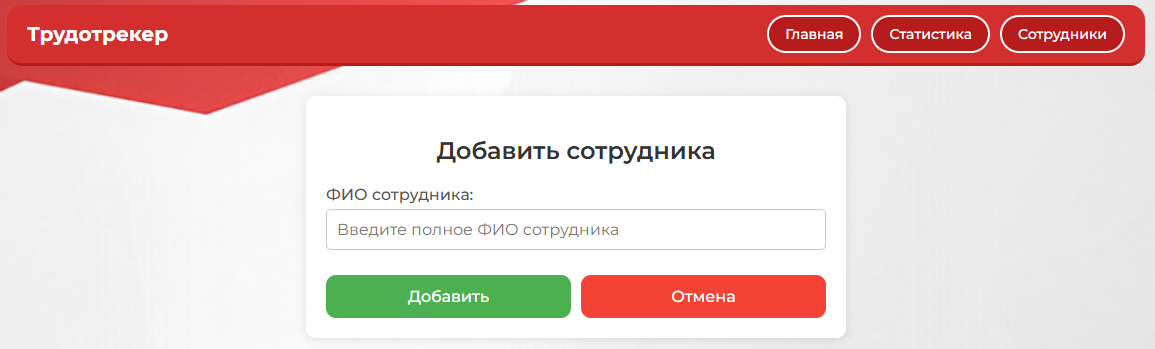 Трудотрекер
Главная
Статистика
Сотрудники
Добавить сотрудника
ФИО сотрудника:
Введите полное ФИО сотрудника
Добавить
Отмена